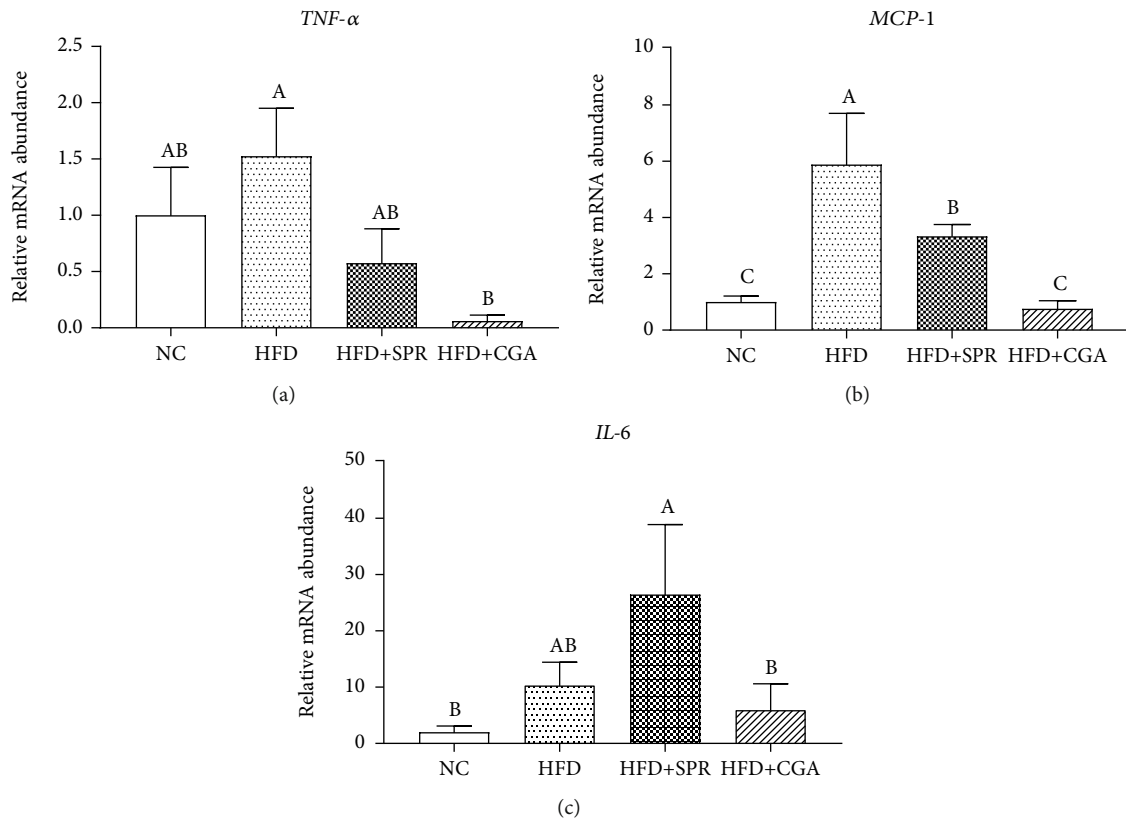 TNF-α
Relative mRNA abundance
2.5
2.0
1.5
1.0
0.5
0.0
AB
A
AB
B
NC HFD HFD+SPR HFD+CGA
(a)
MCP-1
Relative mRNA abundance
10
8
6
4
2
0
C
A
B
C
NC HFD HFD+SPR HFD+CGA
(b)
IL-6
Relative mRNA abundance
50
40
30
20
10
0
B
AB
A
B
NC HFD HFD+SPR HFD+CGA
(c)